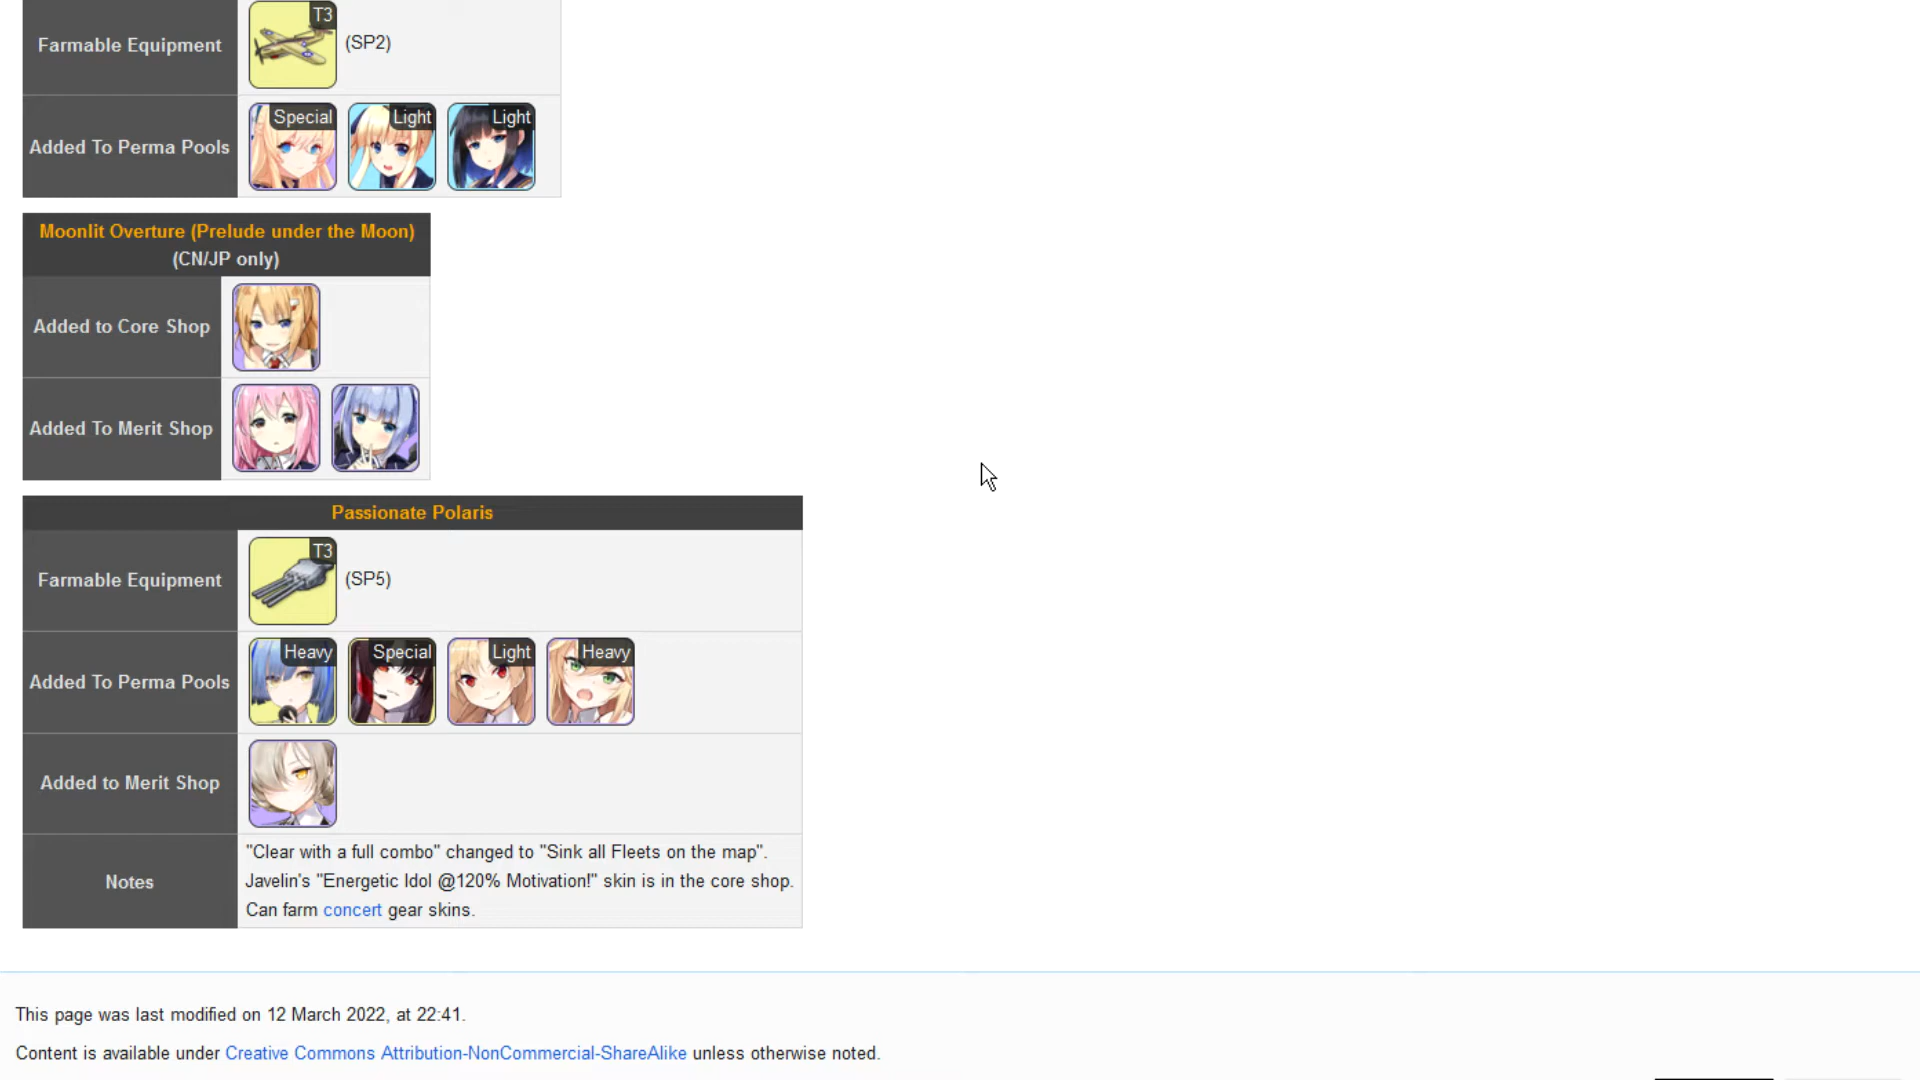 T3
Farmable Equipment
(SP2)
Special
Light
Light
Added To Perma Pools
Moonlit Overture (Prelude under the Moon)
(CN/JP only)
Added to Core Shop
Added To Merit Shop
Passionate Polaris
T3
Farmable Equipment
(SP5)
Heavy
Special
Light
Heavy
Added To Perma Pools
Added to Merit Shop
Notes
"Clear with a full combo" changed to "Sink all Fleets on the map".
Javelin's "Energetic Idol @120% Motivation!" skin is in the core shop.
Can farm concert gear skins.
This page was last modified on 12 March 2022, at 22:41.
Content is available under Creative Commons Attribution-NonCommercial-ShareAlike unless otherwise noted.